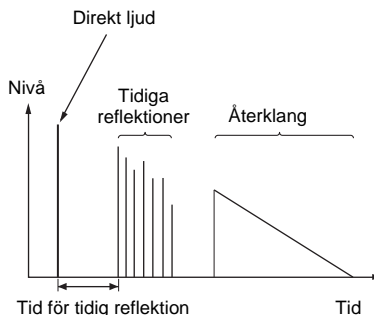 Direkt ljud
Nivå
Tidiga
reflektioner
Återklang
Tid för tidig reflektion
Tid